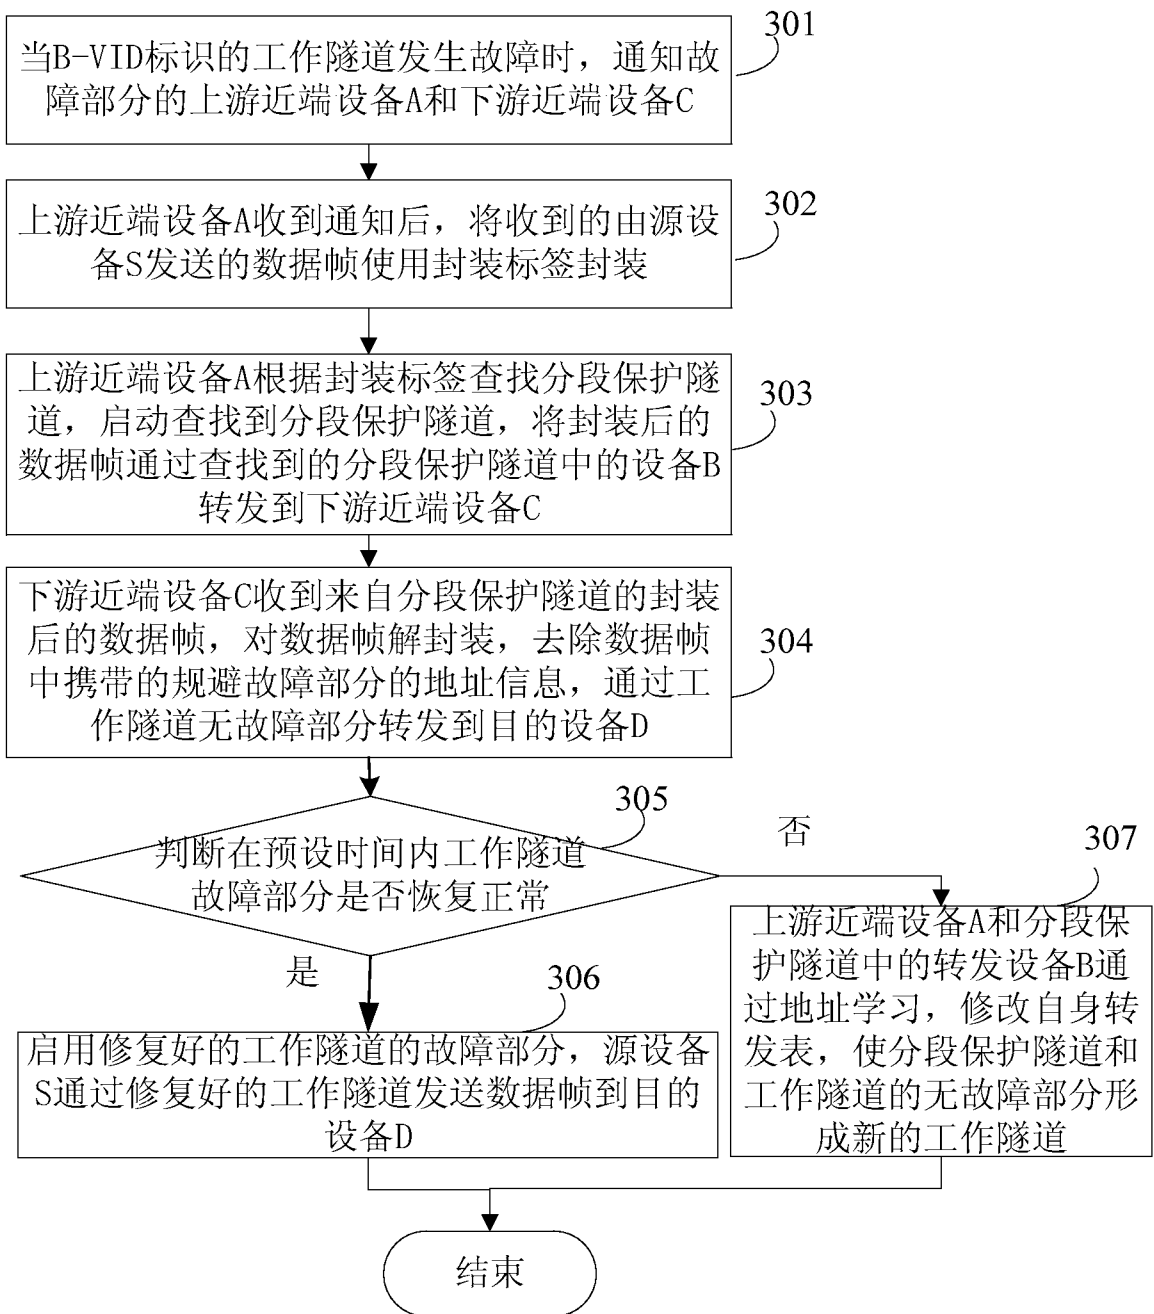 301
当B-VID标识的工作隧道发生故障时，通知故
障部分的上游近端设备A和下游近端设备C
302
上游近端设备A收到通知后，将收到的由源设
备S发送的数据帧使用封装标签封装
303
上游近端设备A根据封装标签查找分段保护隧
道，启动查找到分段保护隧道，将封装后的
数据帧通过查找到的分段保护隧道中的设备B
转发到下游近端设备C
304
下游近端设备C收到来自分段保护隧道的封装
后的数据帧，对数据帧解封装，去除数据帧
中携带的规避故障部分的地址信息，通过工
作隧道无故障部分转发到目的设备D
305
判断在预设时间内工作隧道
故障部分是否恢复正常
否
是
306
启用修复好的工作隧道的故障部分，源设备
S通过修复好的工作隧道发送数据帧到目的
设备D
307
上游近端设备A和分段保
护隧道中的转发设备B通
过地址学习，修改自身转
发表，使分段保护隧道和
工作隧道的无故障部分形
成新的工作隧道
结束